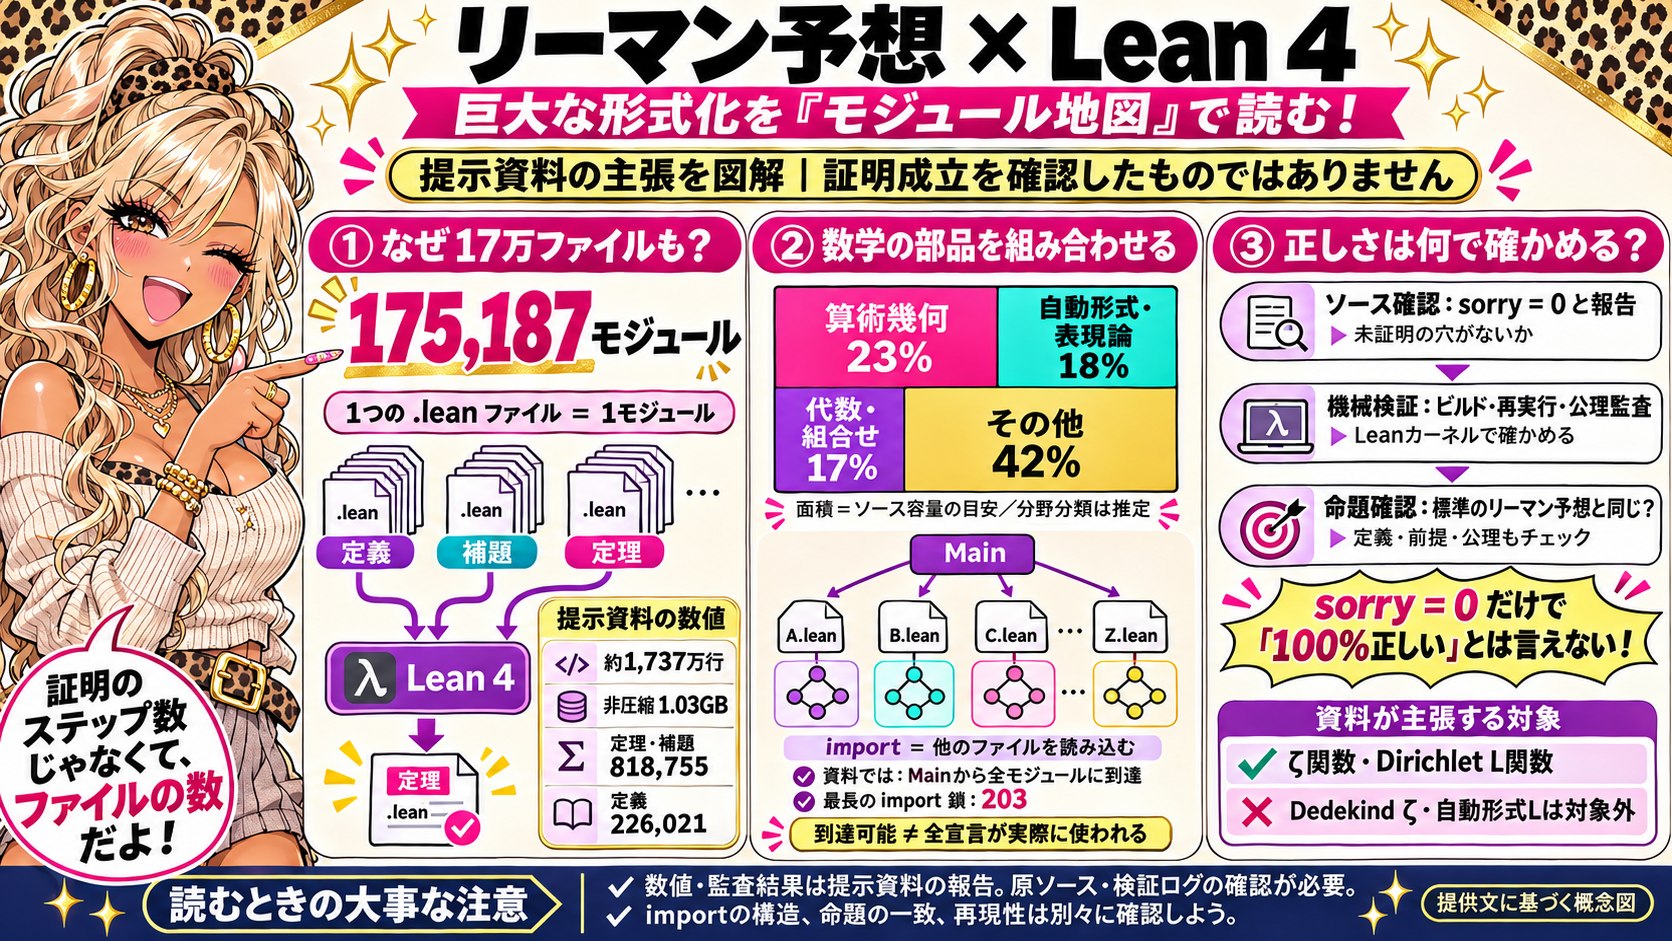 リーマン予想 × Lean 4
巨大な形式化を『モジュール地図』で読む！
提示資料の主張を図解｜証明成立を確認したものではありません
① なぜ17万ファイルも？
175,187 モジュール
1つの .lean ファイル ＝ 1モジュール
.lean
.lean
.lean
…
定義
補題
定理
λ Lean 4
定理
.lean
提示資料の数値
</> 約1,737万行
非圧縮 1.03GB
Σ 定理・補題
818,755
定義
226,021
証明の
ステップ数
じゃなくて、
ファイルの数
だよ！
② 数学の部品を組み合わせる
算術幾何
23%
自動形式・
表現論
18%
代数・
組合せ
17%
その他
42%
面積＝ソース容量の目安／分野分類は推定
Main
A.lean
B.lean
C.lean
…
Z.lean
…
import ＝ 他のファイルを読み込む
資料では：Mainから全モジュールに到達
最長の import 鎖：203
到達可能 ≠ 全宣言が実際に使われる
③ 正しさは何で確かめる？
ソース確認：sorry = 0 と報告
▶ 未証明の穴がないか
λ
機械検証：ビルド・再実行・公理監査
▶ Leanカーネルで確かめる
命題確認：標準のリーマン予想と同じ？
▶ 定義・前提・公理もチェック
sorry = 0 だけで
「100%正しい」とは言えない！
資料が主張する対象
ζ関数・Dirichlet L関数
Dedekind ζ・自動形式Lは対象外
読むときの大事な注意
数値・監査結果は提示資料の報告。原ソース・検証ログの確認が必要。
importの構造、命題の一致、再現性は別々に確認しよう。
提供文に基づく概念図